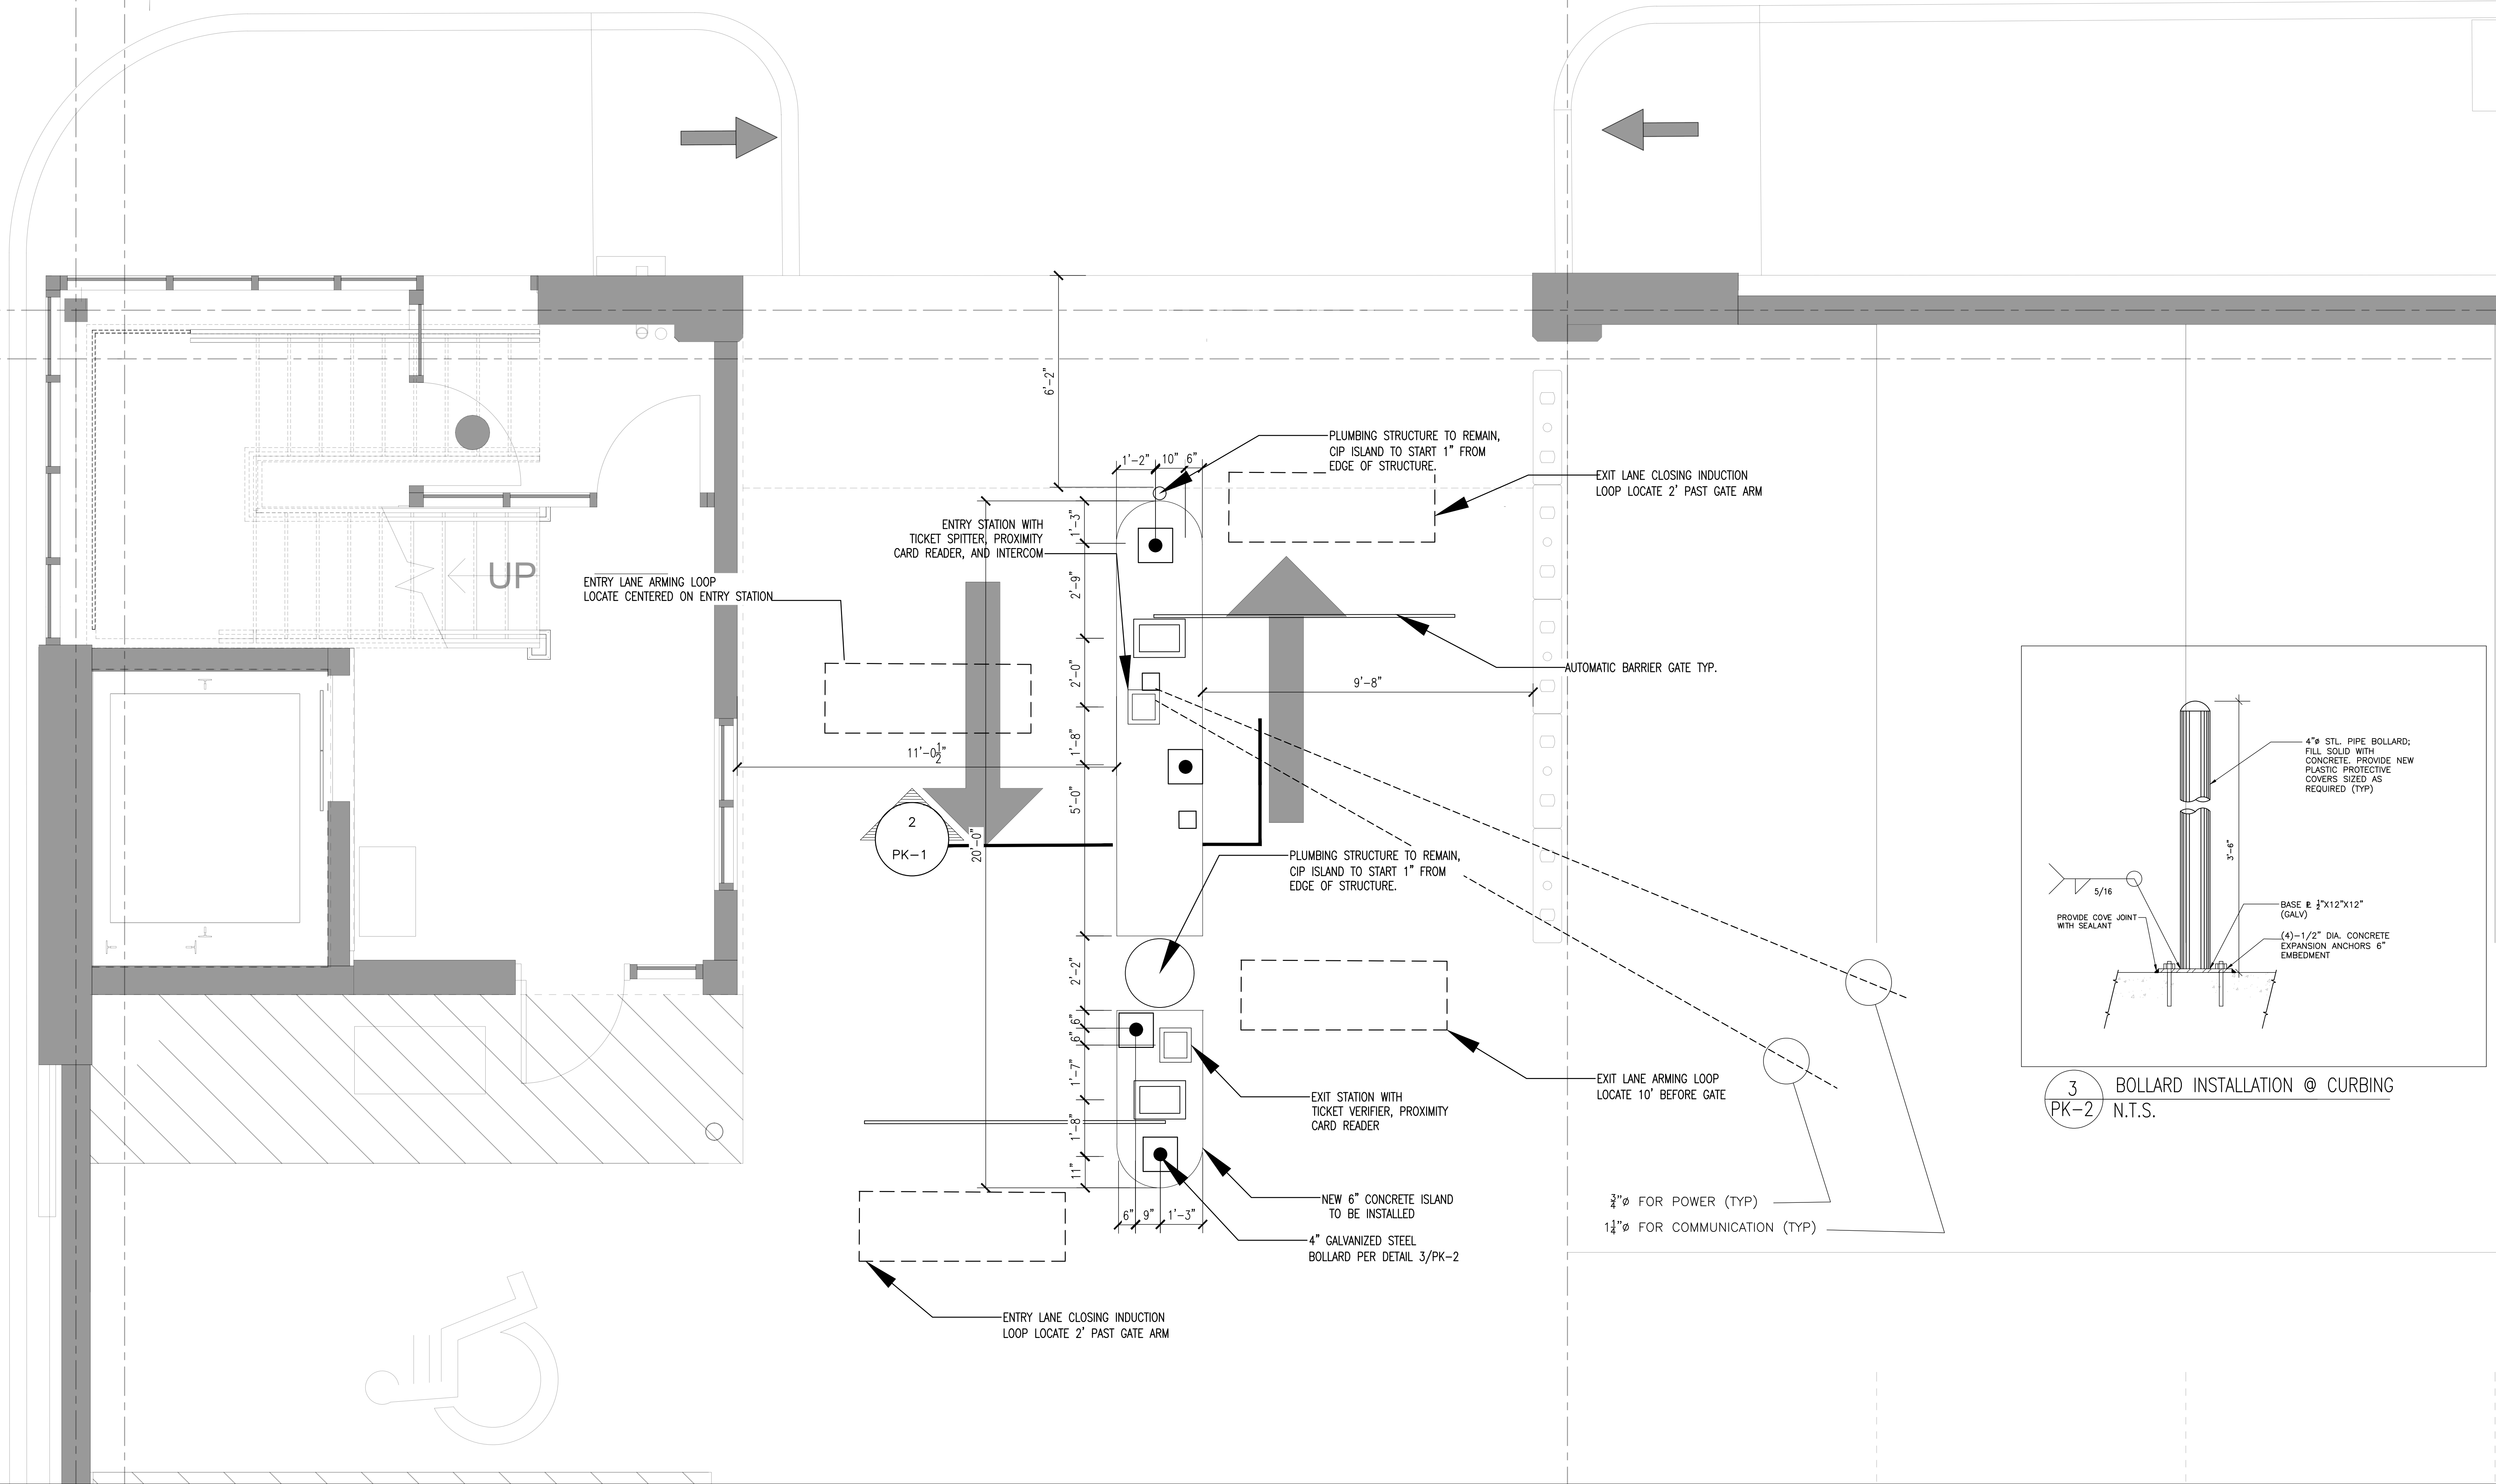 6'-2"
PLUMBING STRUCTURE TO REMAIN,
CIP ISLAND TO START 1" FROM
EDGE OF STRUCTURE.
1'-2"
10"
6"
EXIT LANE CLOSING INDUCTION
LOOP LOCATE 2' PAST GATE ARM
ENTRY STATION WITH
TICKET SPITTER, PROXIMITY
CARD READER, AND INTERCOM
1'-3"
UP
ENTRY LANE ARMING LOOP
LOCATE CENTERED ON ENTRY STATION
2'-9"
2'-0"
AUTOMATIC BARRIER GATE TYP.
9'-8"
1'-8"
11'-0½"
5'-0"
2
PK-1
20'-0"
PLUMBING STRUCTURE TO REMAIN,
CIP ISLAND TO START 1" FROM
EDGE OF STRUCTURE.
2'-2"
6"
6"
1'-7"
EXIT LANE ARMING LOOP
LOCATE 10' BEFORE GATE
EXIT STATION WITH
TICKET VERIFIER, PROXIMITY
CARD READER
1'-8"
11"
NEW 6" CONCRETE ISLAND
TO BE INSTALLED
6"
9"
1'-3"
4" GALVANIZED STEEL
BOLLARD PER DETAIL 3/PK-2
ENTRY LANE CLOSING INDUCTION
LOOP LOCATE 2' PAST GATE ARM
¾"ø FOR POWER (TYP)
1¼"ø FOR COMMUNICATION (TYP)
4"ø STL. PIPE BOLLARD;
FILL SOLID WITH
CONCRETE. PROVIDE NEW
PLASTIC PROTECTIVE
COVERS SIZED AS
REQUIRED (TYP)
3'-6"
5/16
PROVIDE COVE JOINT
WITH SEALANT
BASE ℄ ½"X12"X12"
(GALV)
(4)-1/2" DIA. CONCRETE
EXPANSION ANCHORS 6"
EMBEDMENT
3
PK-2
BOLLARD INSTALLATION @ CURBING
N.T.S.